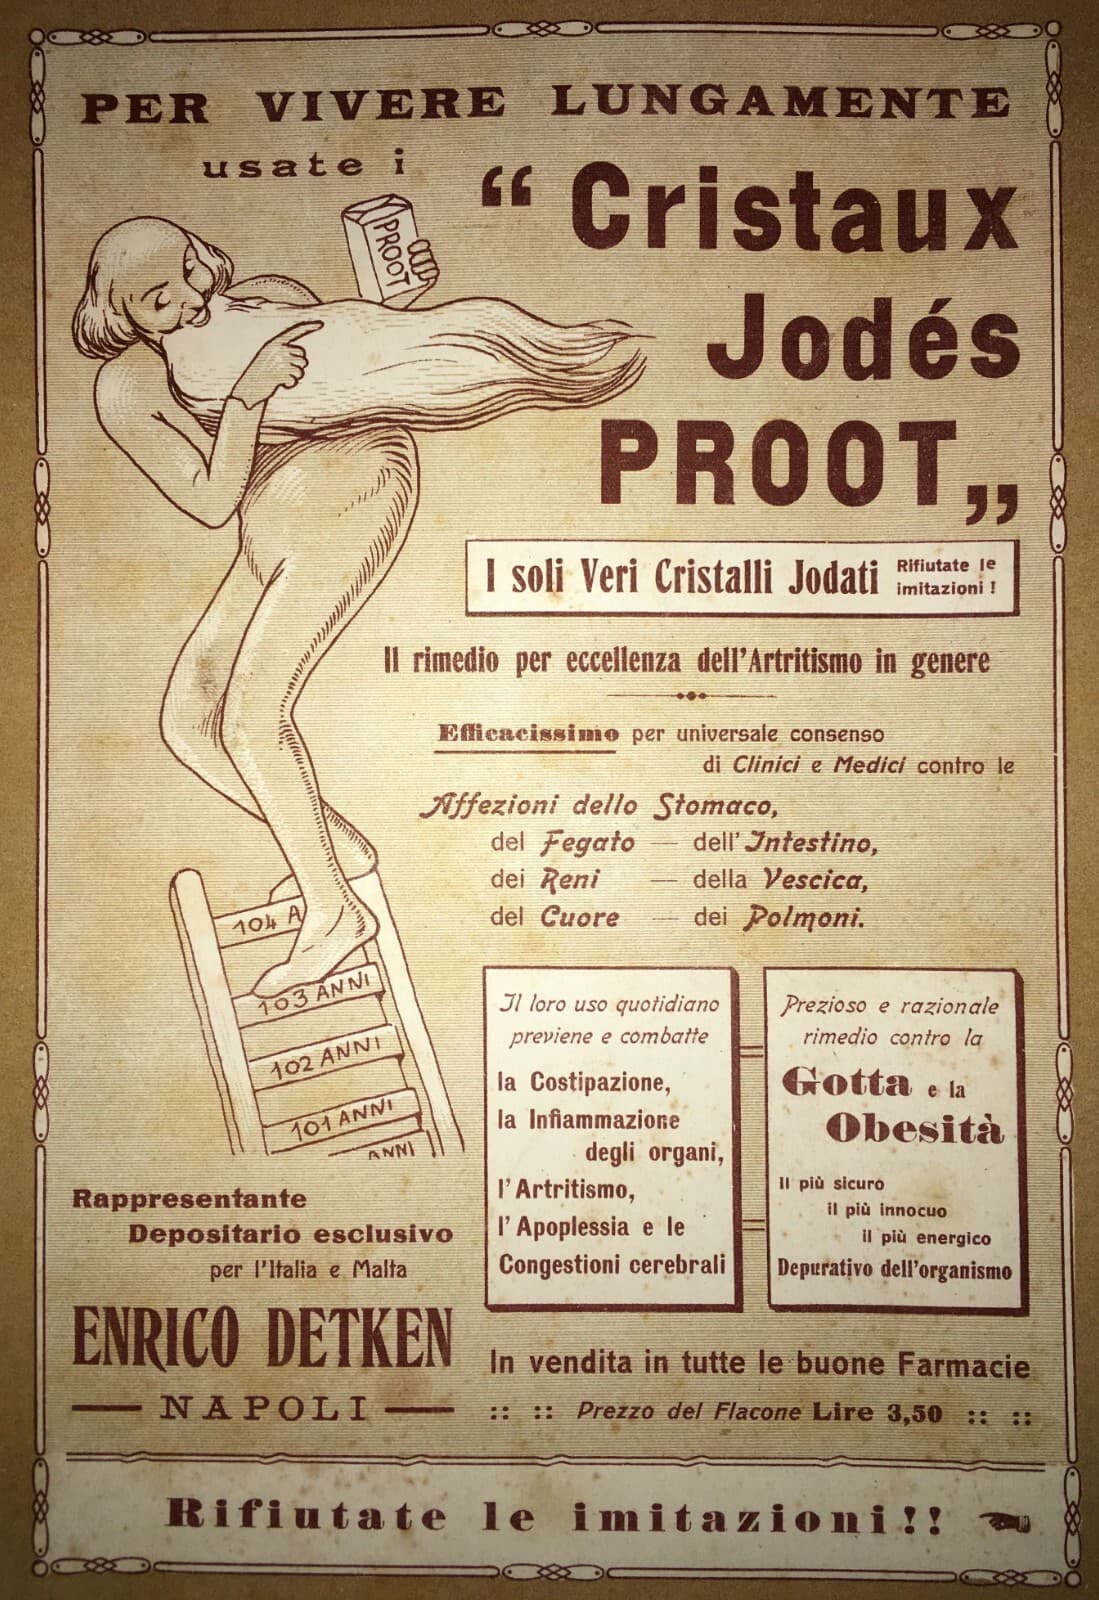 PER VIVERE LUNGAMENTE
usate i
“ Cristaux
Jodés
PROOT „
PROOT
I soli Veri Cristalli Jodati
Rifiutate le
imitazioni !
Il rimedio per eccellenza dell'Artritismo in genere
Efficacissimo per universale consenso
di Clinici e Medici contro le
Affezioni dello Stomaco,
del Fegato — dell' Intestino,
dei Reni — della Vescica,
del Cuore — dei Polmoni.
104 A
103 ANNI
102 ANNI
101 ANNI
ANNI
Il loro uso quotidiano
previene e combatte
la Costipazione,
la Infiammazione
degli organi,
l'Artritismo,
l'Apoplessia e le
Congestioni cerebrali
Prezioso e razionale
rimedio contro la
Gotta e la
Obesità
Il più sicuro
il più innocuo
il più energico
Depurativo dell'organismo
Rappresentante
Depositario esclusivo
per l'Italia e Malta
ENRICO DETKEN
— NAPOLI —
In vendita in tutte le buone Farmacie
:: :: Prezzo del Flacone Lire 3,50 :: ::
Rifiutate le imitazioni!!